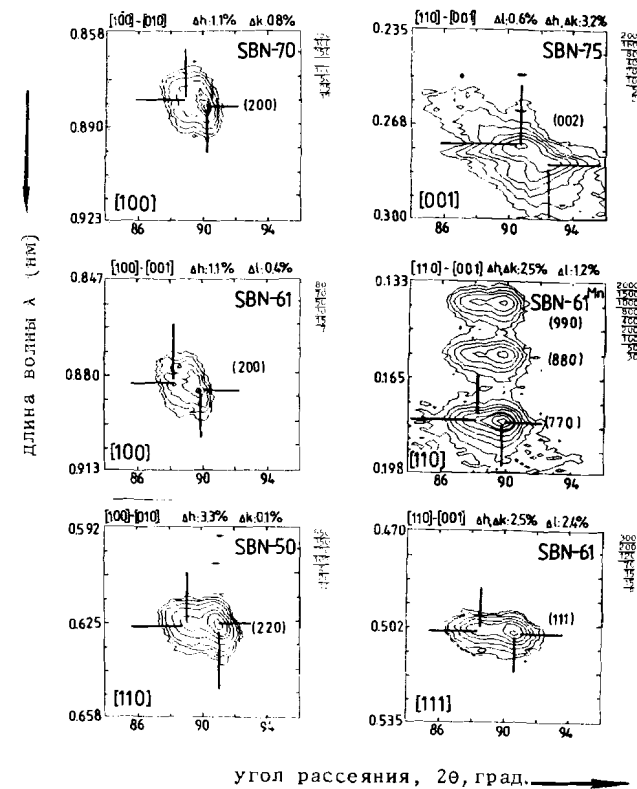 [100]-[010] Δh:1.1% Δk:0.8%
0.858
SBN-70
(200)
0.890
[100]
0.923
86 90 94
[110]-[001] Δl:0.6% Δh,Δk:3.2%
0.235
SBN-75
(002)
0.268
[001]
0.300
86 90 94
[100]-[001] Δh:1.1% Δl:0.4%
0.847
SBN-61
(200)
0.880
[100]
0.913
86 90 94
[110]-[001] Δh,Δk:2.5% Δl:1.2%
0.133
SBN-61 Mn
(990)
(880)
0.165
(770)
[110]
0.198
86 90 94
[100]-[010] Δh:3.3% Δk:0.1%
0.592
SBN-50
(220)
0.625
[110]
0.658
86 90 94
[110]-[001] Δh,Δk:2.5% Δl:2.4%
0.470
SBN-61
(111)
0.502
[111]
0.535
86 90 94
длина волны λ (нм)
угол рассеяния, 2θ, град.